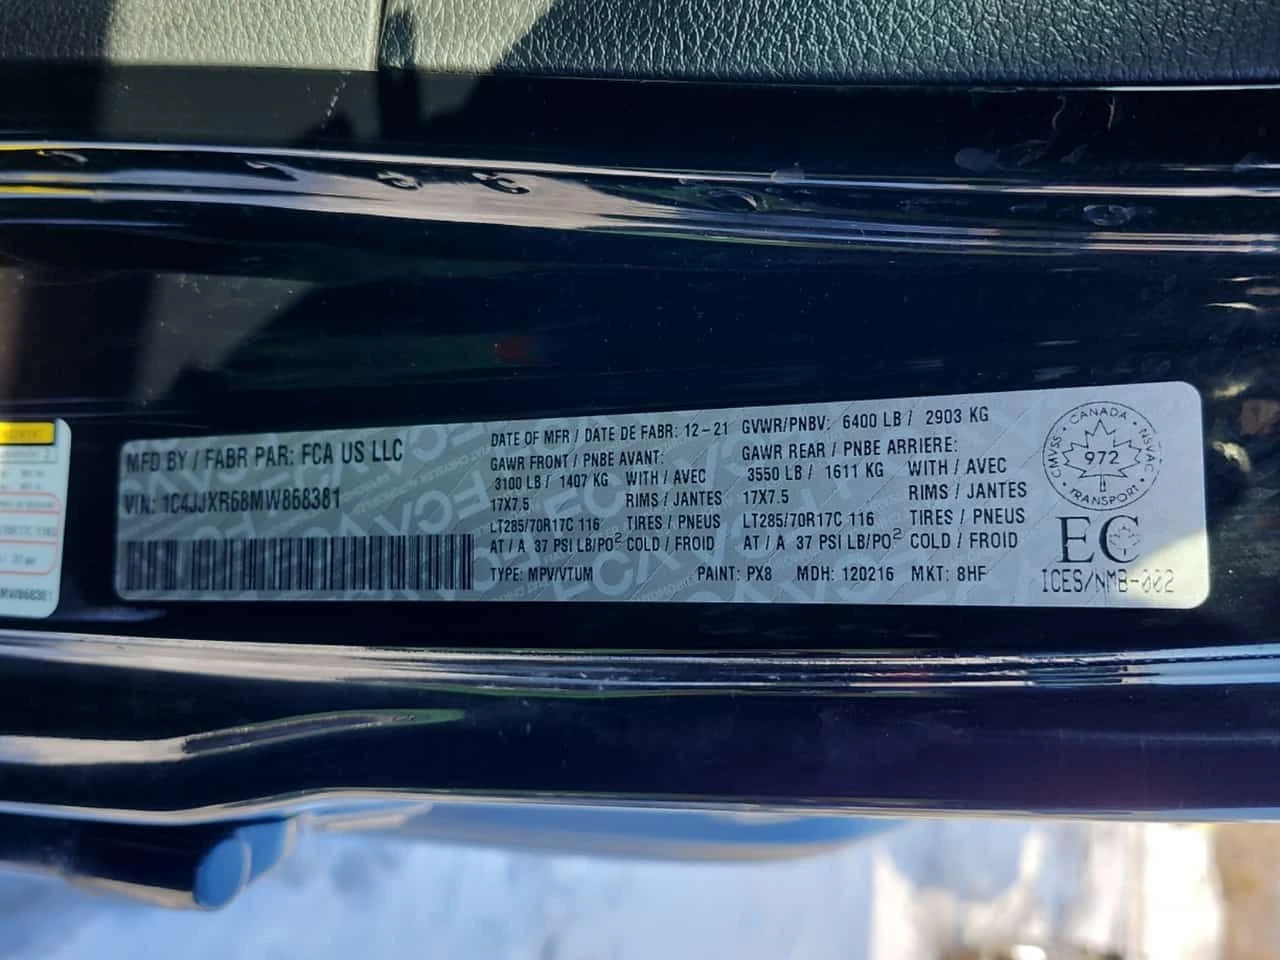 MFD BY / FABR PAR: FCA US LLC
VIN: 1C4JJXR68MW868381
DATE OF MFR / DATE DE FABR: 12-21
GAWR FRONT / PNBE AVANT:
3100 LB / 1407 KG WITH / AVEC
17X7.5 RIMS / JANTES
LT285/70R17C 116 TIRES / PNEUS
AT / A 37 PSI LB/PO² COLD / FROID
TYPE: MPV/VTUM
GVWR/PNBV: 6400 LB / 2903 KG
GAWR REAR / PNBE ARRIERE:
3550 LB / 1611 KG WITH / AVEC
17X7.5 RIMS / JANTES
LT285/70R17C 116 TIRES / PNEUS
AT / A 37 PSI LB/PO² COLD / FROID
PAINT: PX8 MDH: 120216 MKT: 8HF
CANADA
CMVSS NSVAC
972
TRANSPORT
EC
ICES/NMB-002
MW868381